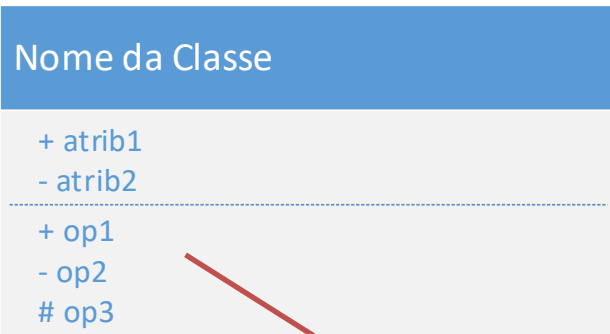 Nome da Classe
+ atrib1
- atrib2
+ op1
- op2
# op3